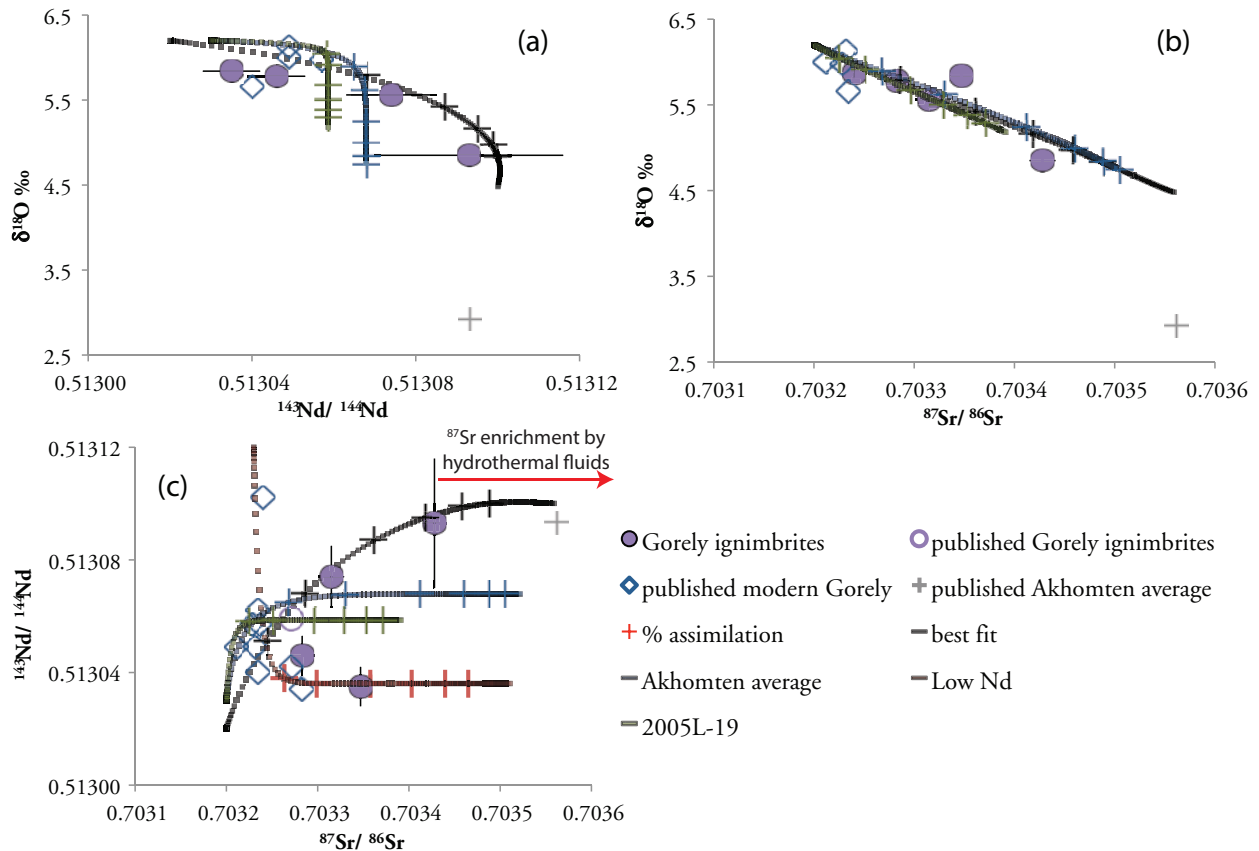 (a)
6.5
5.5
4.5
3.5
2.5
δ¹⁸O ‰
0.51300
0.51304
0.51308
0.51312
¹⁴³Nd/ ¹⁴⁴Nd
(b)
6.5
5.5
4.5
3.5
2.5
δ¹⁸O ‰
0.7031
0.7032
0.7033
0.7034
0.7035
0.7036
⁸⁷Sr/ ⁸⁶Sr
(c)
⁸⁷Sr enrichment by
hydrothermal fluids
0.51312
0.51308
0.51304
0.51300
¹⁴³Nd/ ¹⁴⁴Nd
0.7031
0.7032
0.7033
0.7034
0.7035
0.7036
⁸⁷Sr/ ⁸⁶Sr
Gorely ignimbrites
published Gorely ignimbrites
published modern Gorely
published Akhomten average
% assimilation
best fit
Akhomten average
Low Nd
2005L-19